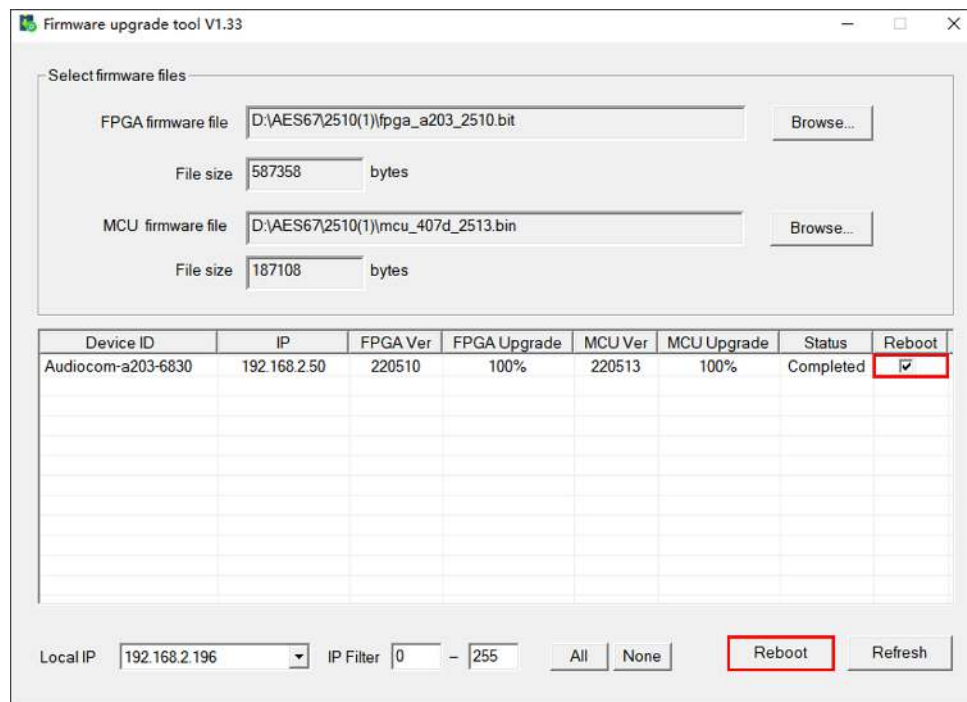 Firmware upgrade tool V1.33
Select firmware files
FPGA firmware file D:\AES67\2510(1)\fpga_a203_2510.bit Browse...
File size 587358 bytes
MCU firmware file D:\AES67\2510(1)\mcu_407d_2513.bin Browse...
File size 187108 bytes
Device ID IP FPGA Ver FPGA Upgrade MCU Ver MCU Upgrade Status Reboot
Audiocom-a203-6830 192.168.2.50 220510 100% 220513 100% Completed
Local IP 192.168.2.196 IP Filter 0 – 255 All None Reboot Refresh